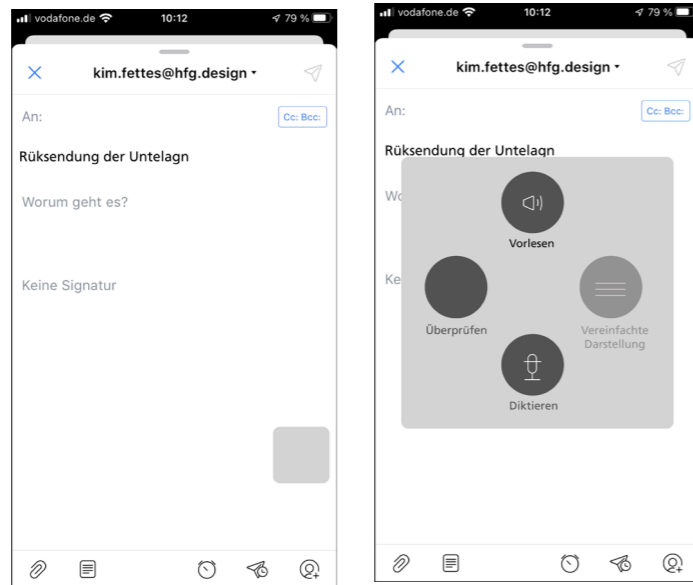 vodafone.de 10:12 79 %
kim.fettes@hfg.design
An: Cc: Bcc:
Rüksendung der Untelagn
Worum geht es?
Keine Signatur
vodafone.de 10:12 79 %
kim.fettes@hfg.design
An: Cc: Bcc:
Rüksendung der Untelagn
Wo
Vorlesen
Ke
Überprüfen
Vereinfachte
Darstellung
Diktieren